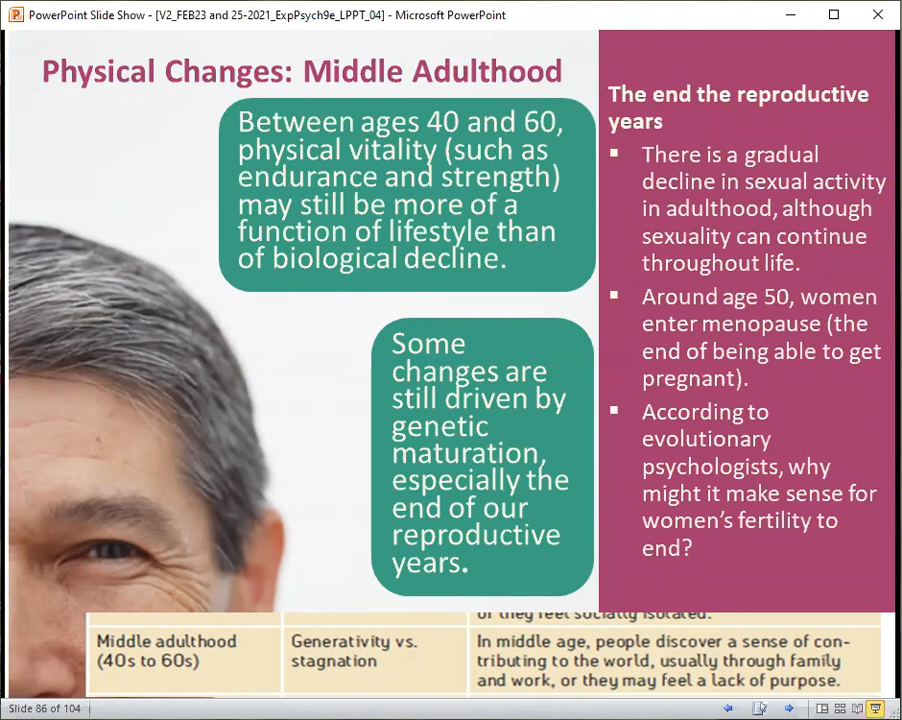 PowerPoint Slide Show - [V2_FEB23 and 25-2021_ExpPsych9e_LPPT_04] - Microsoft PowerPoint
Physical Changes: Middle Adulthood
Between ages 40 and 60,
physical vitality (such as
endurance and strength)
may still be more of a
function of lifestyle than
of biological decline.
Some
changes are
still driven by
genetic
maturation,
especially the
end of our
reproductive
years.
The end the reproductive
years
▪ There is a gradual
decline in sexual activity
in adulthood, although
sexuality can continue
throughout life.
▪ Around age 50, women
enter menopause (the
end of being able to get
pregnant).
▪ According to
evolutionary
psychologists, why
might it make sense for
women’s fertility to
end?
or they feel socially isolated.
Middle adulthood
(40s to 60s)
Generativity vs.
stagnation
In middle age, people discover a sense of con-
tributing to the world, usually through family
and work, or they may feel a lack of purpose.
Slide 86 of 104